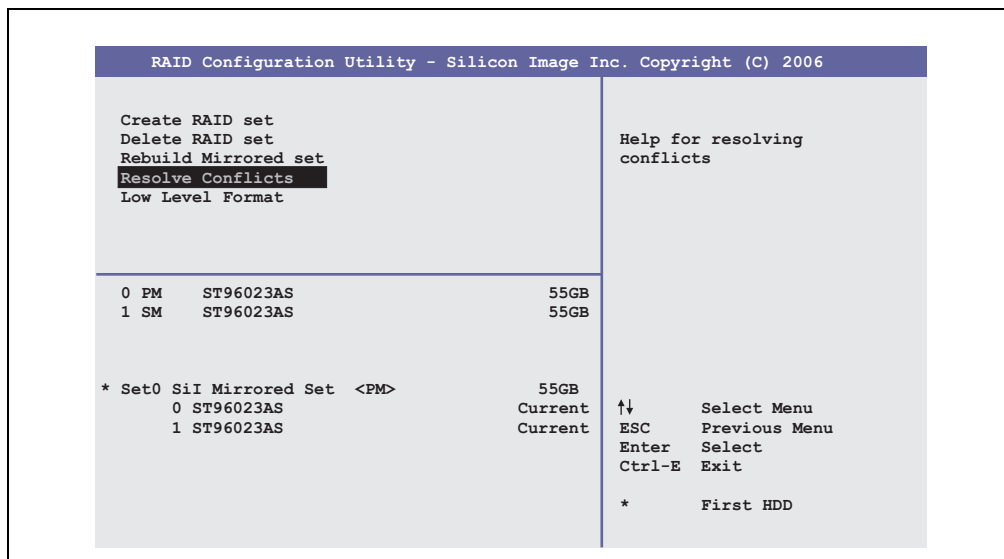 RAID Configuration Utility - Silicon Image Inc. Copyright (C) 2006
Create RAID set
Delete RAID set
Rebuild Mirrored set
Resolve Conflicts
Low Level Format
Help for resolving
conflicts
0 PM ST96023AS 55GB
1 SM ST96023AS 55GB
* Set0 SiI Mirrored Set <PM> 55GB
0 ST96023AS Current
1 ST96023AS Current
↑↓ Select Menu
ESC Previous Menu
Enter Select
Ctrl-E Exit
* First HDD